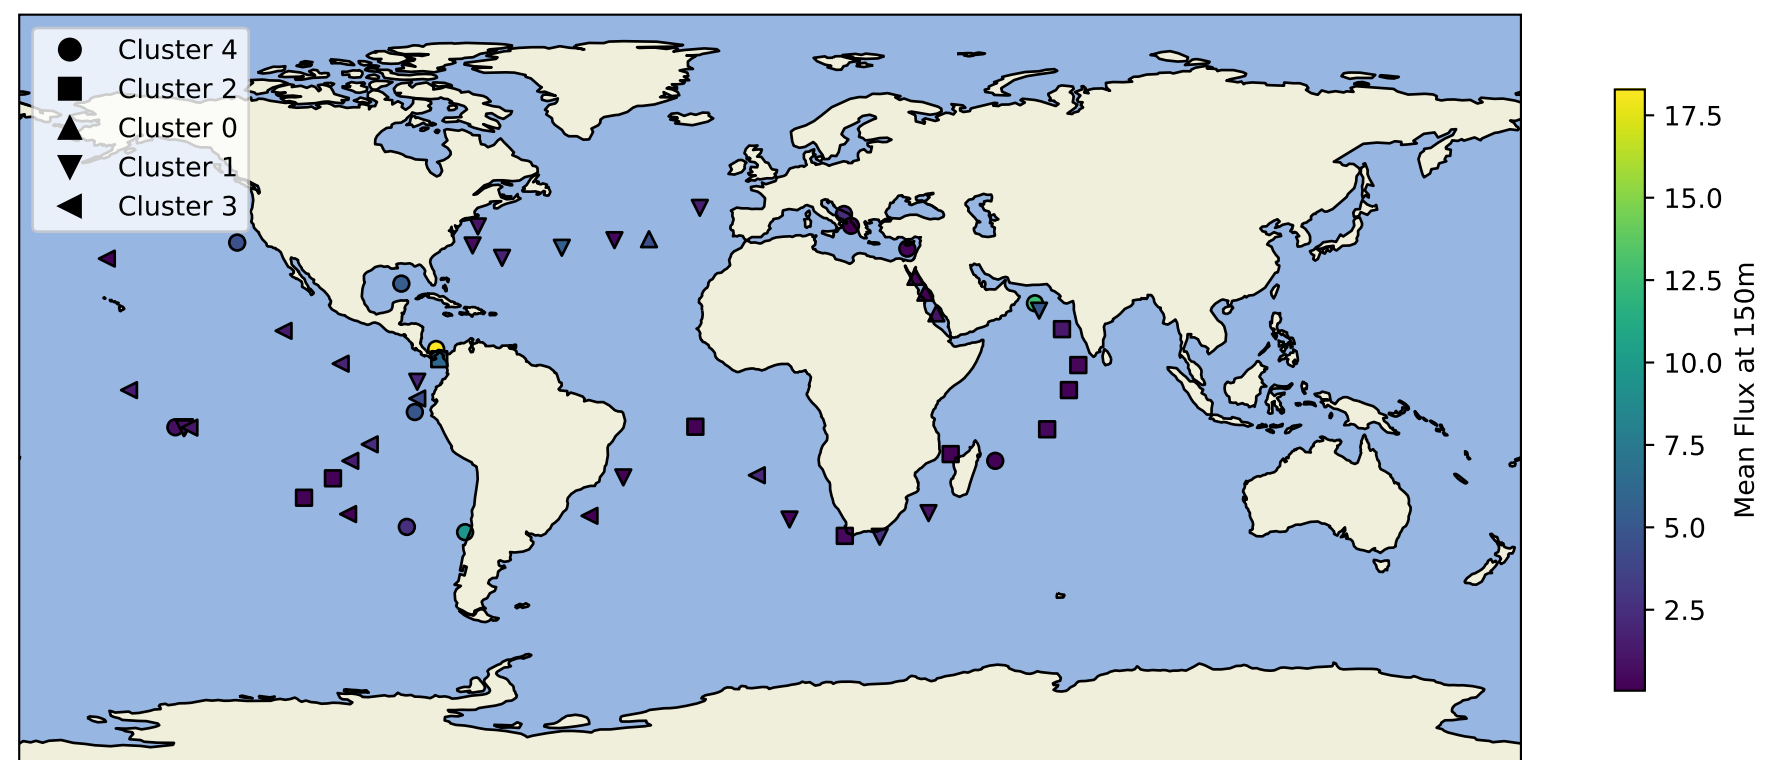 Cluster 4
Cluster 2
Cluster 0
Cluster 1
Cluster 3
17.5
15.0
12.5
10.0
7.5
5.0
2.5
Mean Flux at 150m